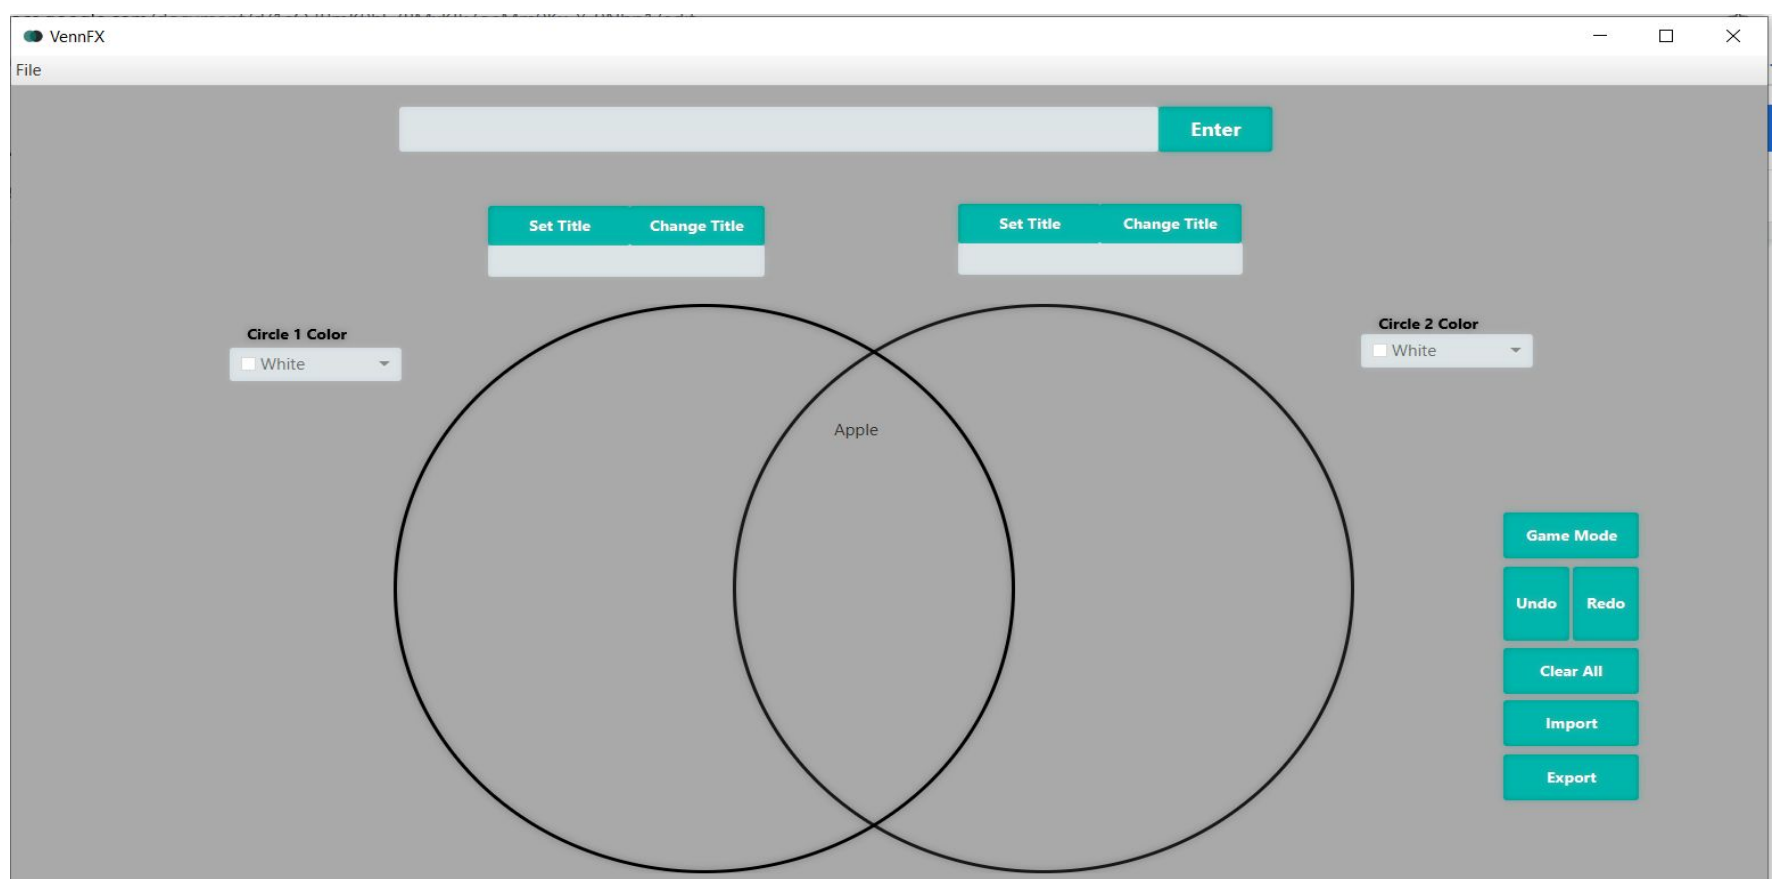 VennFX
File
Enter
Set Title Change Title
Set Title Change Title
Circle 1 Color
White
Circle 2 Color
White
Apple
Game Mode
Undo Redo
Clear All
Import
Export